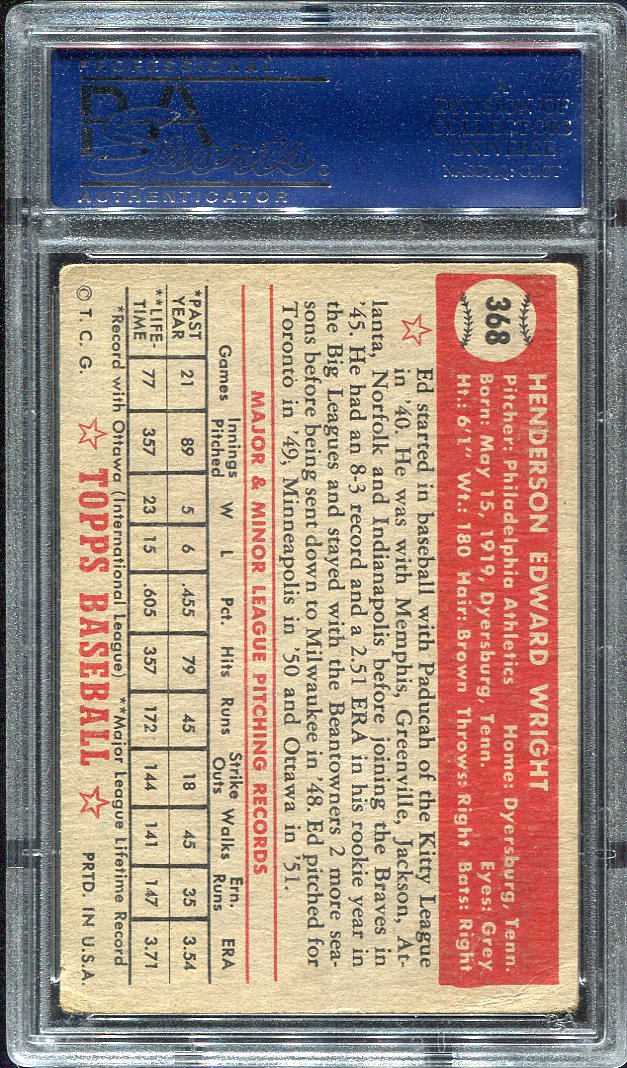 PROFESSIONAL
PSA
Sports
AUTHENTICATOR
A
DIVISION OF
COLLECTORS
UNIVERSE
NASDAQ: CLCT
368
HENDERSON EDWARD WRIGHT
Pitcher: Philadelphia Athletics Home: Dyersburg, Tenn.
Born: May 15, 1919, Dyersburg, Tenn. Eyes: Grey
Ht.: 6'1" Wt.: 180 Hair: Brown Throws: Right Bats: Right
Ed started in baseball with Paducah of the Kitty League
in '40. He was with Memphis, Greenville, Jackson, At-
lanta, Norfolk and Indianapolis before joining the Braves in
'45. He had an 8-3 record and a 2.51 ERA in his rookie year in
the Big Leagues and stayed with the Beantowners 2 more sea-
sons before being sent down to Milwaukee in '48. Ed pitched for
Toronto in '49, Minneapolis in '50 and Ottawa in '51.
MAJOR & MINOR LEAGUE PITCHING RECORDS
Games Innings Pitched W L Pct. Hits Runs Strike Outs Walks Ern. Runs ERA
*PAST YEAR 21 89 5 6 .455 79 45 18 45 35 3.54
**LIFE-TIME 77 357 23 15 .605 357 172 144 141 147 3.71
*Record with Ottawa (International League) **Major League Lifetime Record
© T. C. G. TOPPS BASEBALL PRTD. IN U.S.A.